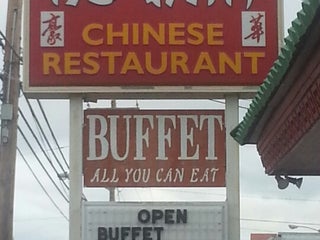 豪 CHINESE 華
RESTAURANT
BUFFET
ALL YOU CAN EAT
OPEN
BUFFET